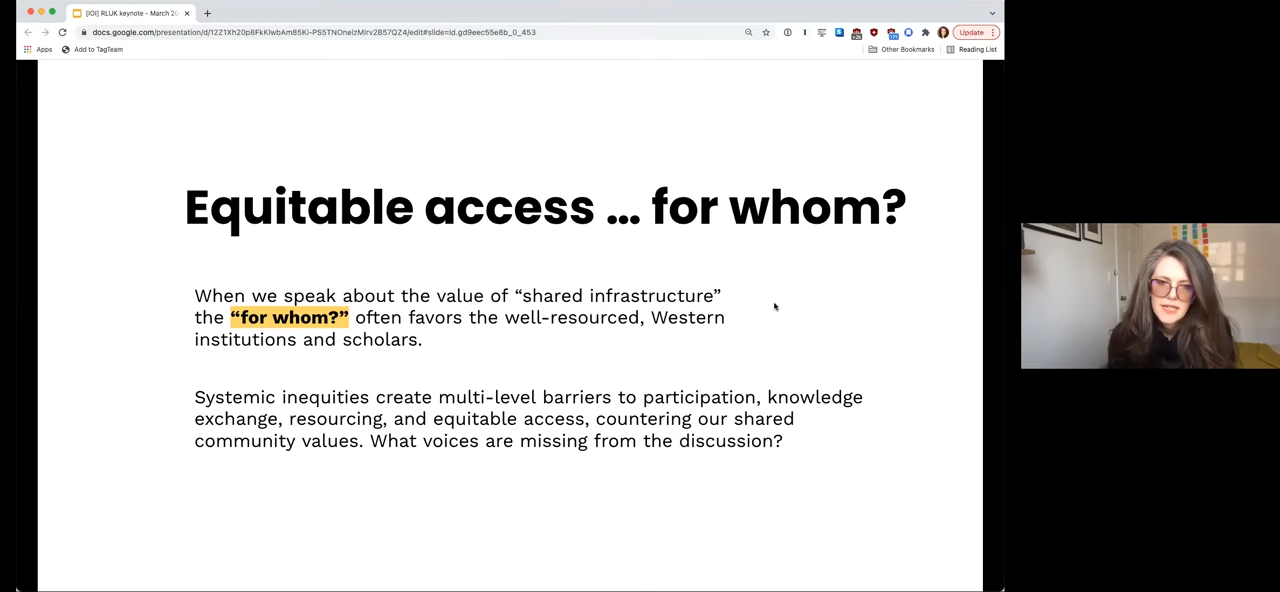 [IOI] RLUK keynote - March 20
docs.google.com/presentation/d/12Z1Xh20p8FkKlwbAm85Ki-PS5TNOneizMlrv2B57QZ4/edit#slide=id.gd9eec55e8b_0_453
Update
Apps
Add to TagTeam
Other Bookmarks
Reading List
Equitable access ... for whom?
When we speak about the value of “shared infrastructure”
the “for whom?” often favors the well-resourced, Western
institutions and scholars.
Systemic inequities create multi-level barriers to participation, knowledge
exchange, resourcing, and equitable access, countering our shared
community values. What voices are missing from the discussion?